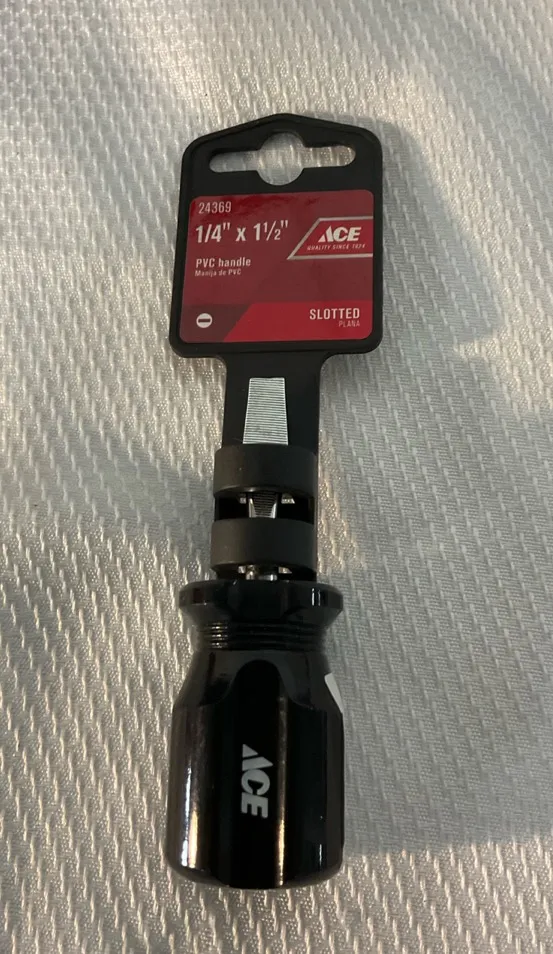 24369
1/4" x 1½"
ACE
QUALITY SINCE 1924
PVC handle
Manija de PVC
SLOTTED
PLANA
ACE